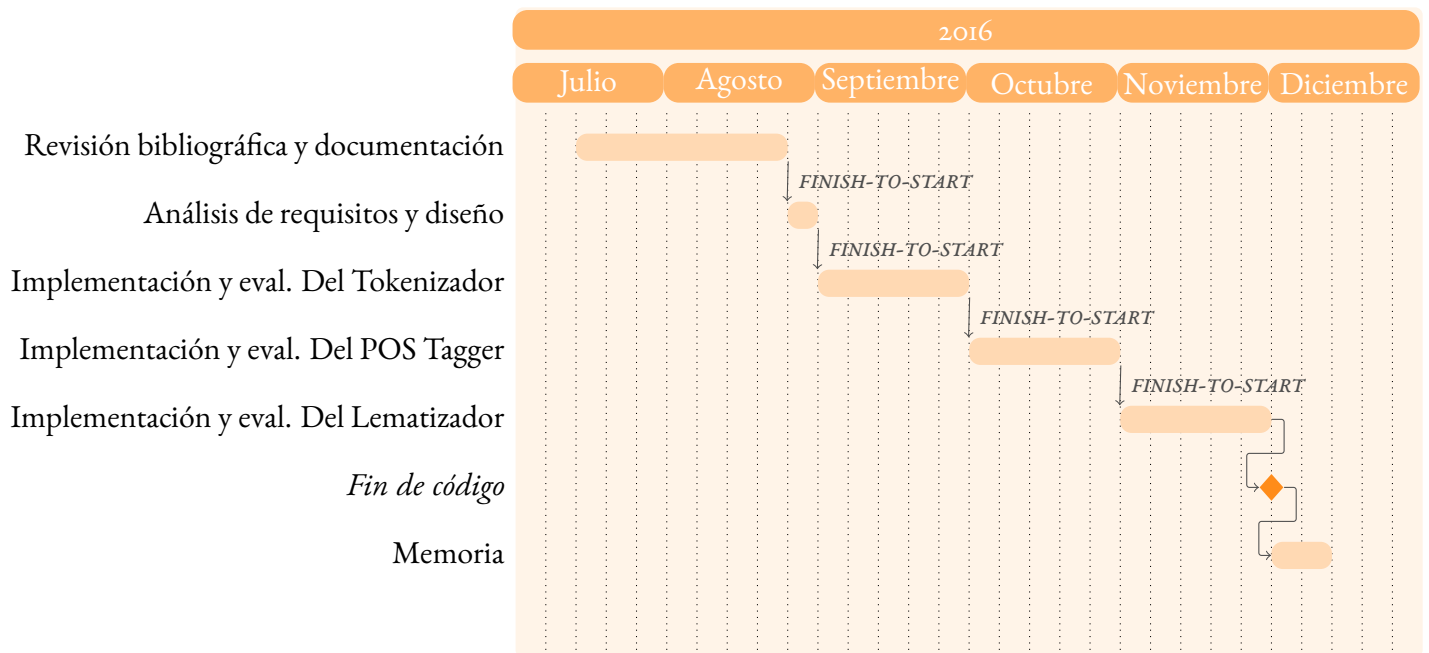 2016
Julio Agosto Septiembre Octubre Noviembre Diciembre
Revisión bibliográfica y documentación
FINISH-TO-START
Análisis de requisitos y diseño
FINISH-TO-START
Implementación y eval. Del Tokenizador
FINISH-TO-START
Implementación y eval. Del POS Tagger
FINISH-TO-START
Implementación y eval. Del Lematizador
Fin de código
Memoria